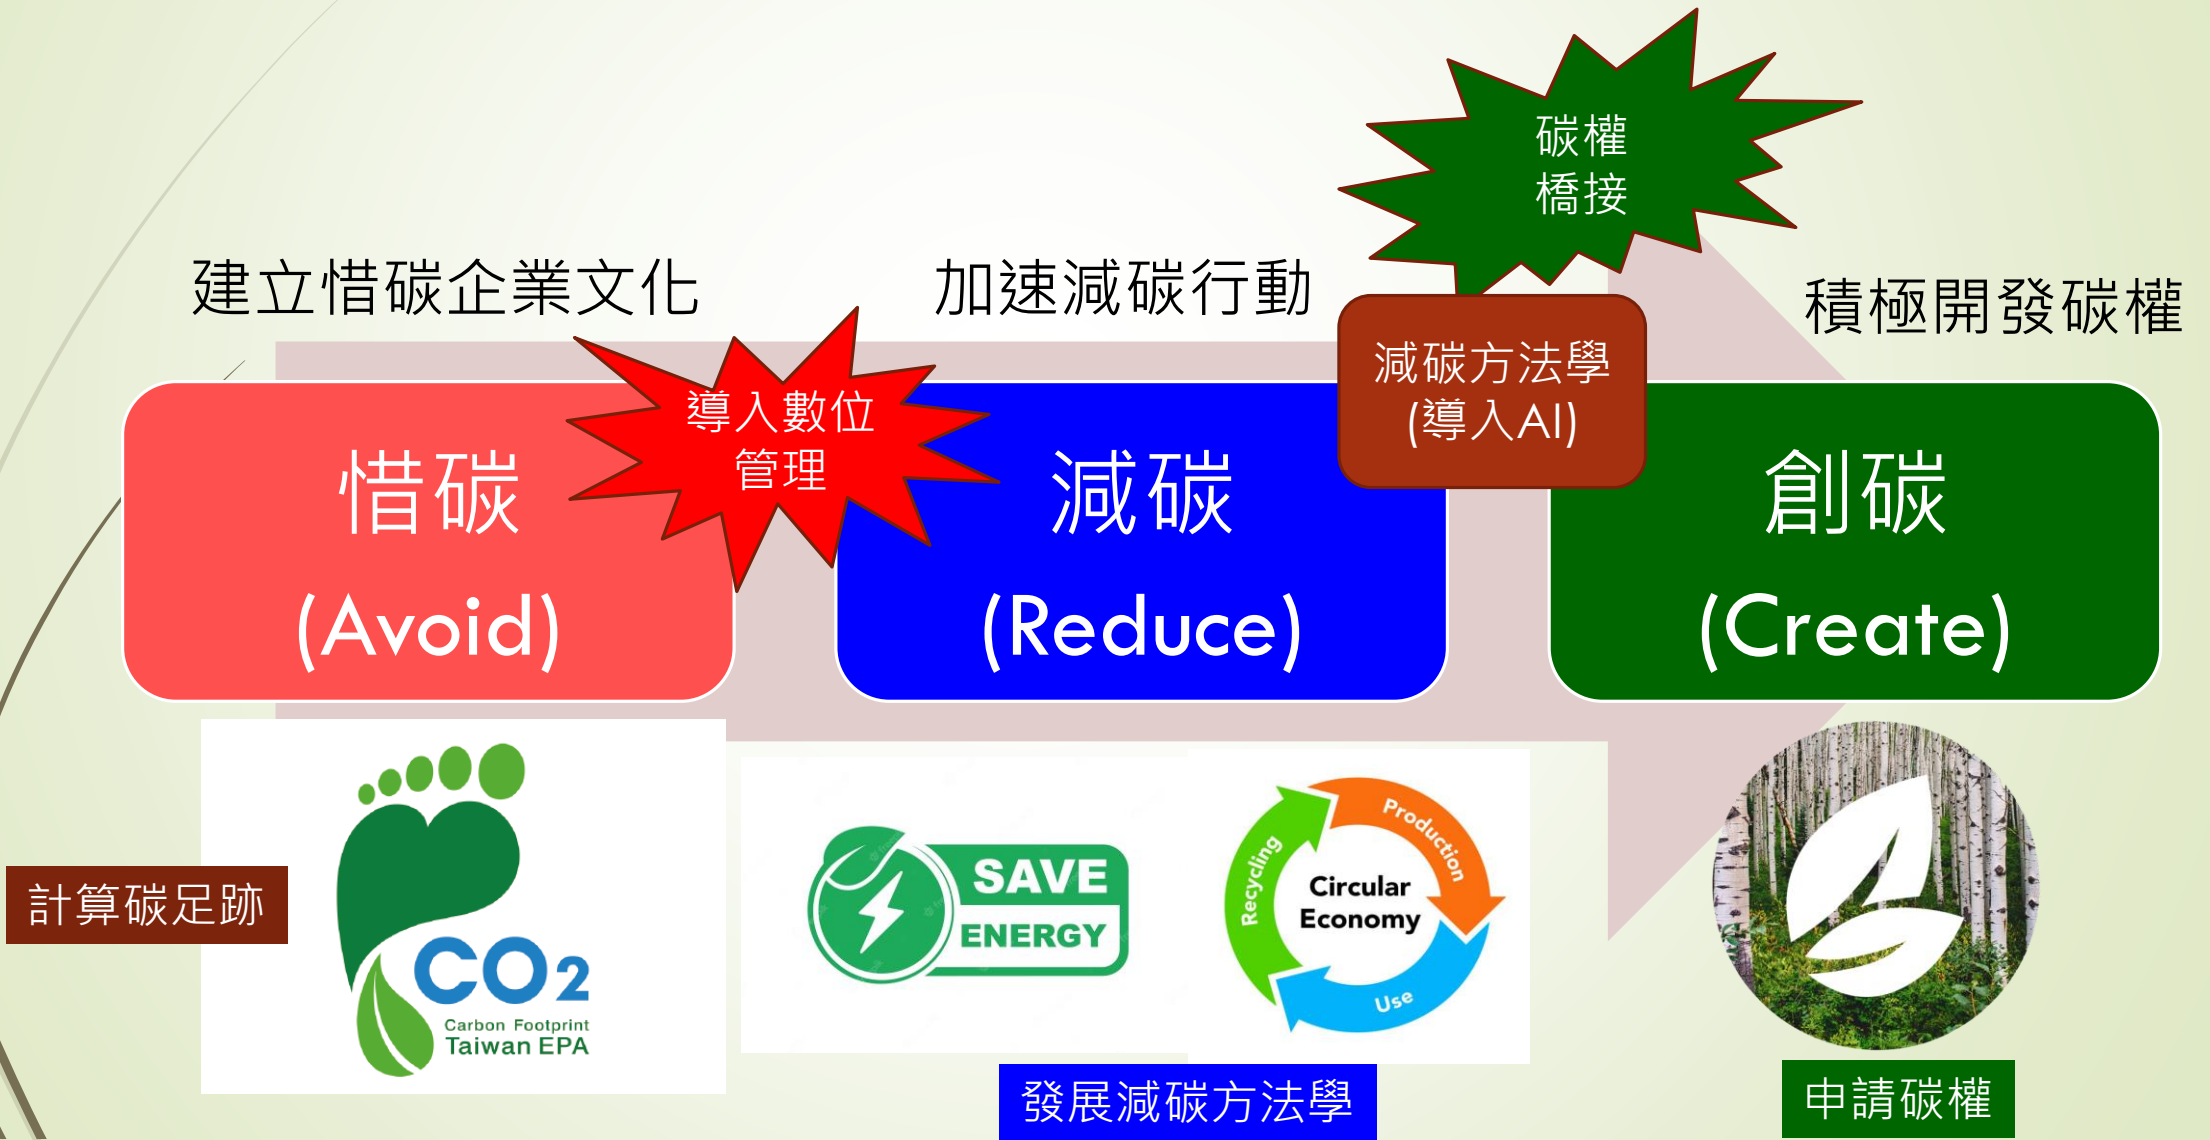 碳權
橋接
建立惜碳企業文化
加速減碳行動
積極開發碳權
導入數位
管理
減碳方法學
(導入AI)
惜碳
(Avoid)
減碳
(Reduce)
創碳
(Create)
計算碳足跡
CO2
Carbon Footprint
Taiwan EPA
SAVE
ENERGY
Recycling
Production
Use
Circular
Economy
發展減碳方法學
申請碳權